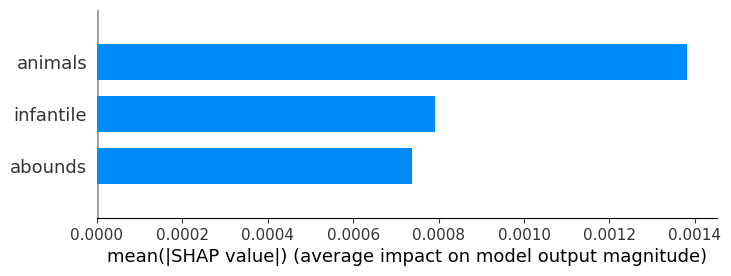 animals
infantile
abounds
0.0000 0.0002 0.0004 0.0006 0.0008 0.0010 0.0012 0.0014
mean(|SHAP value|) (average impact on model output magnitude)